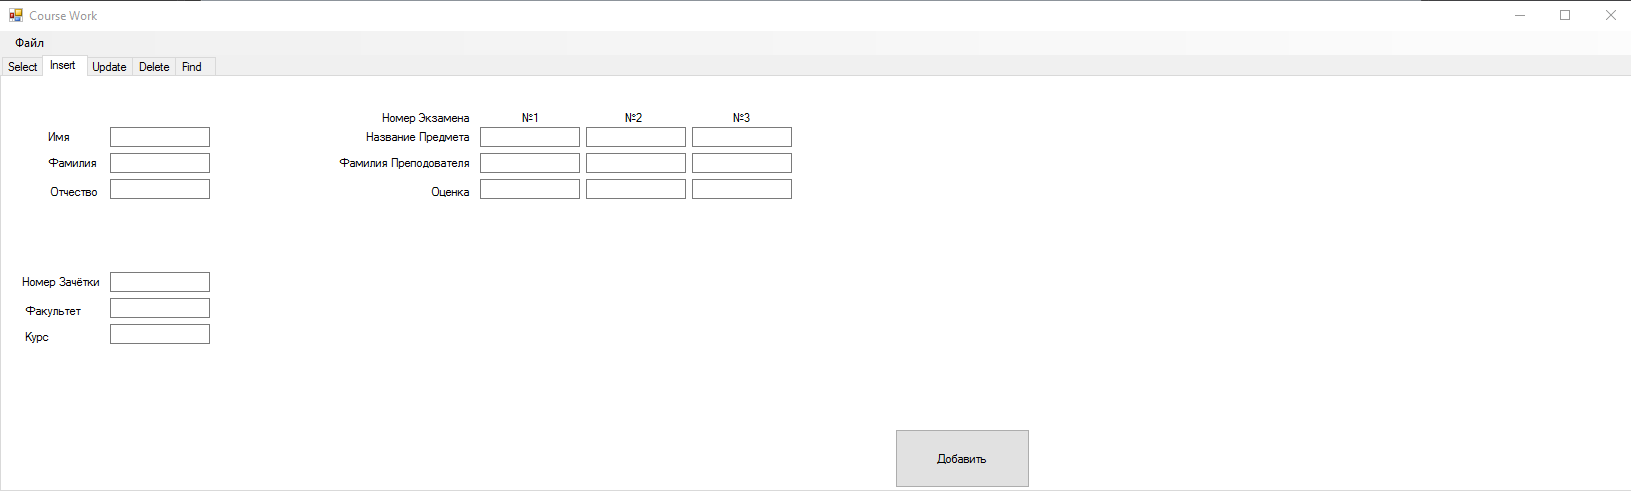 Course Work
Файл
Select Insert Update Delete Find
Номер Экзамена №1 №2 №3
Имя Название Предмета
Фамилия Фамилия Преподователя
Отчество Оценка
Номер Зачётки
Факультет
Курс
Добавить